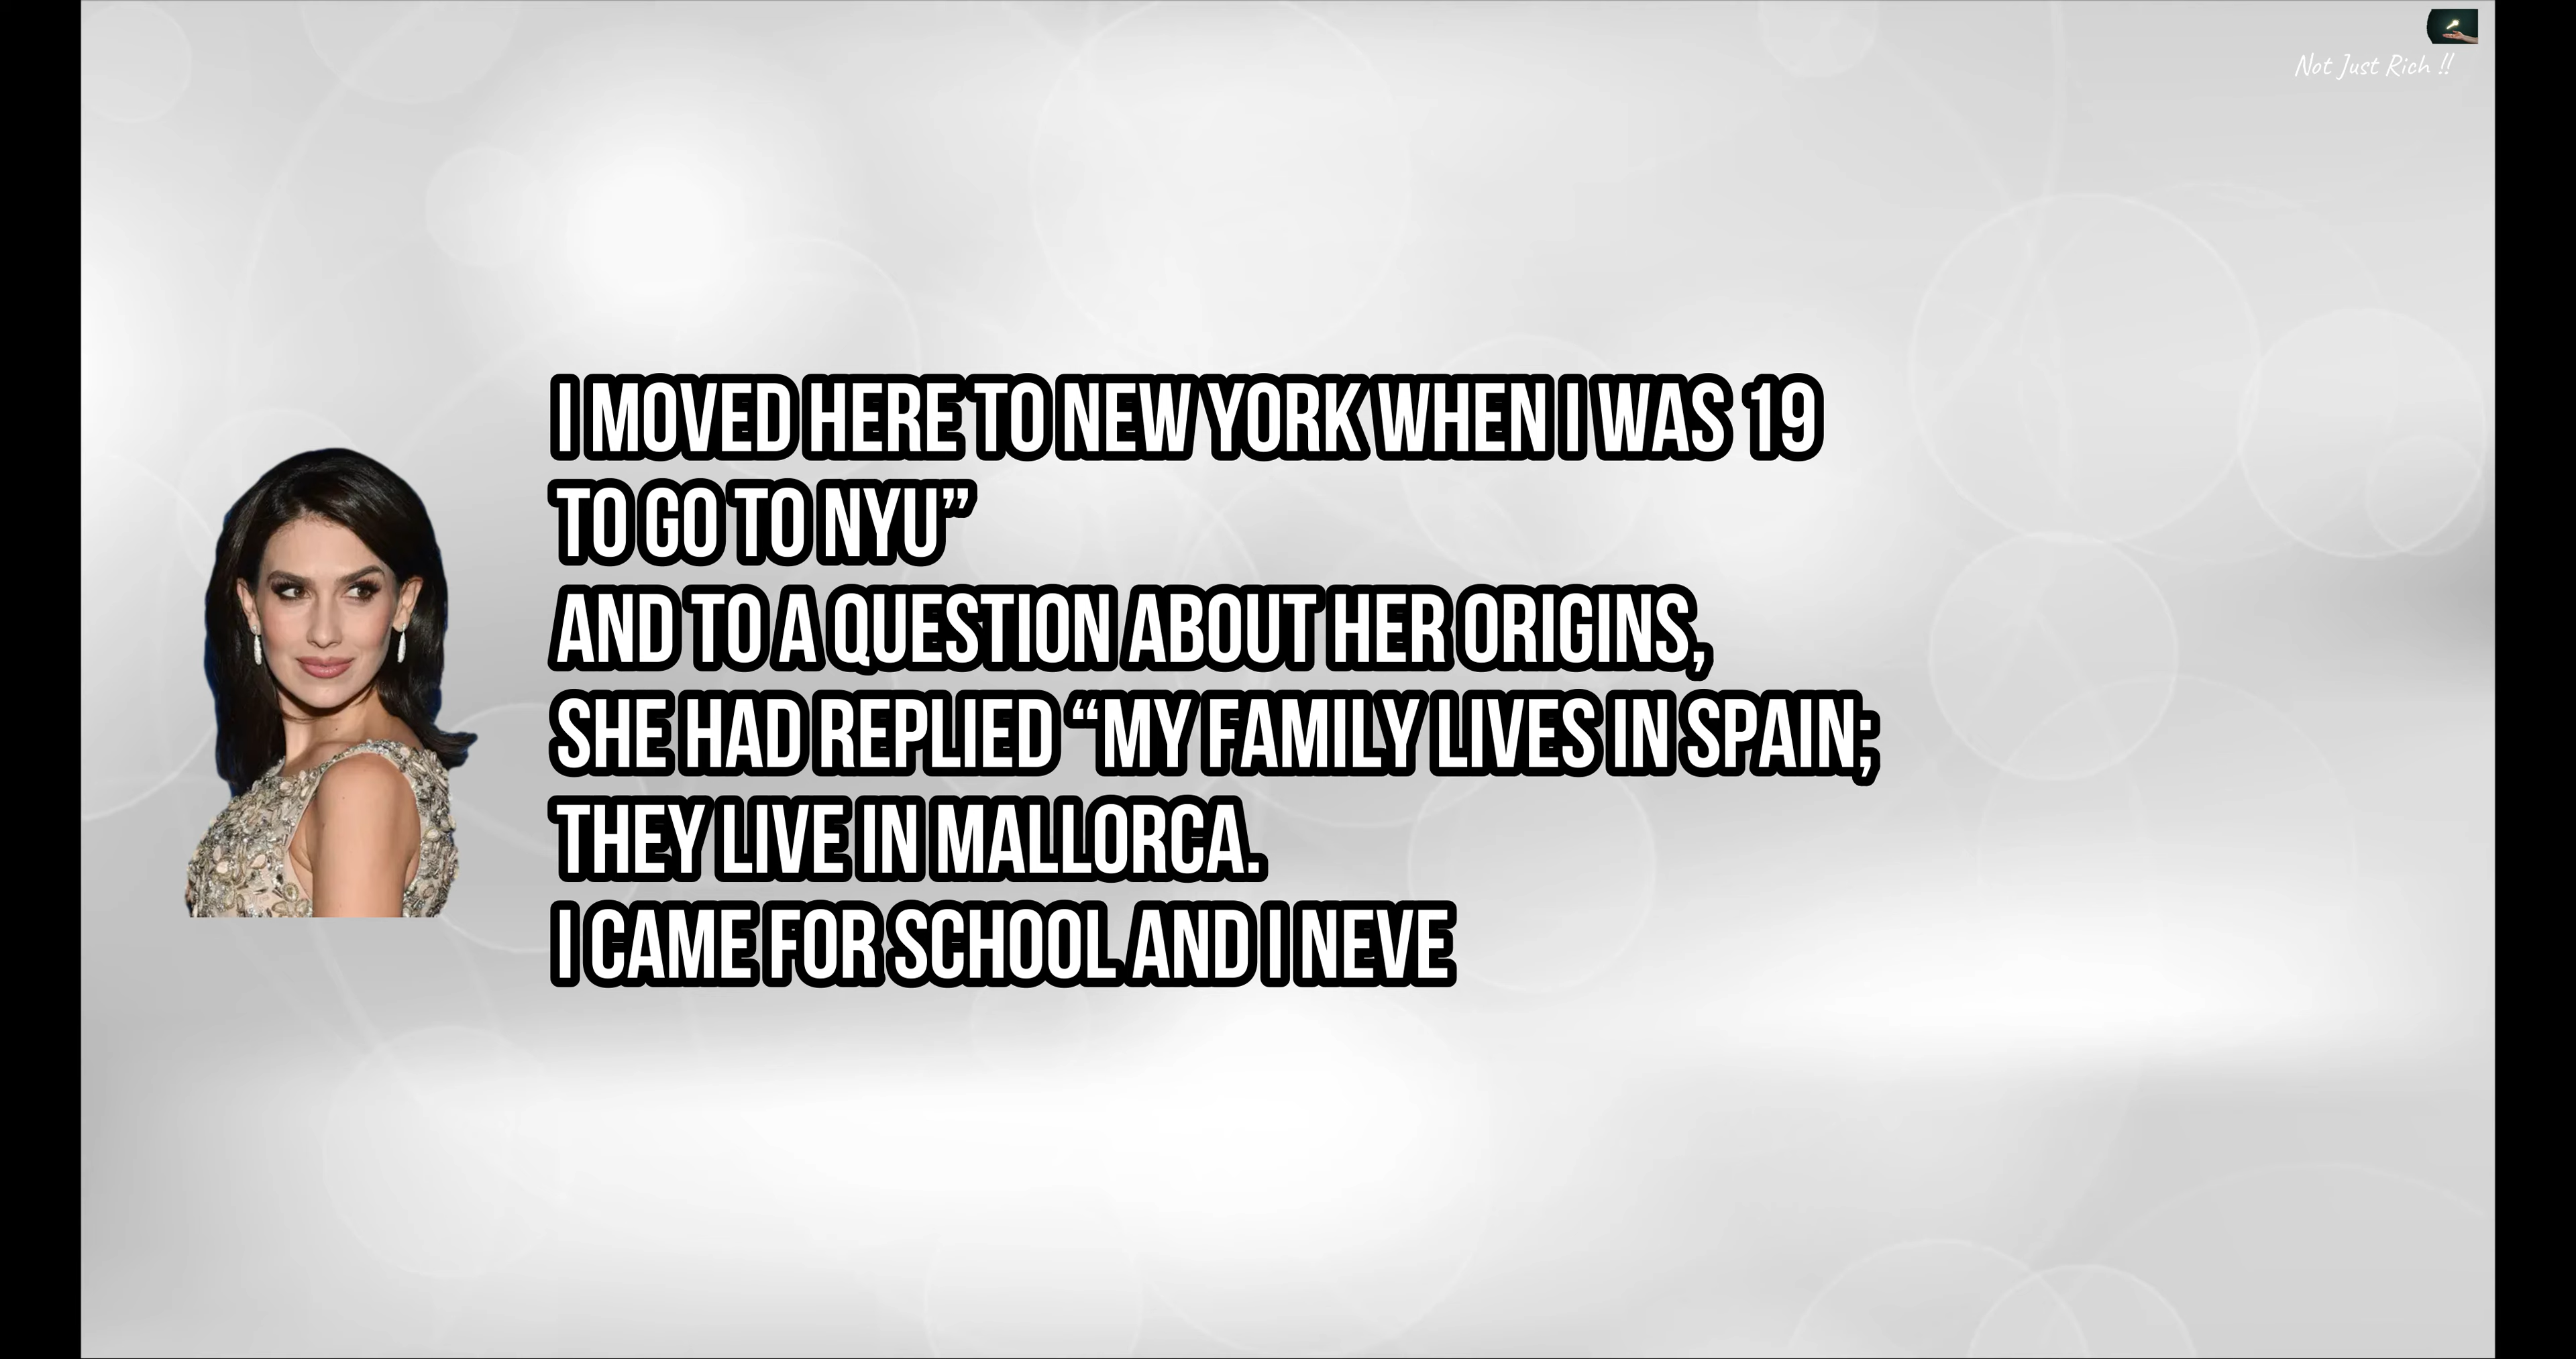 Not Just Rich !!
I MOVED HERE TO NEW YORK WHEN I WAS 19
TO GO TO NYU”
AND TO A QUESTION ABOUT HER ORIGINS,
SHE HAD REPLIED “MY FAMILY LIVES IN SPAIN;
THEY LIVE IN MALLORCA.
I CAME FOR SCHOOL AND I NEVE